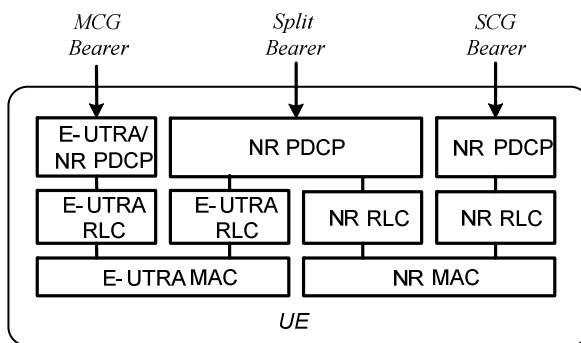 MCG
Bearer
Split
Bearer
SCG
Bearer
E-UTRA/
NR PDCP
NR PDCP
NR PDCP
E-UTRA
RLC
E-UTRA
RLC
NR RLC
NR RLC
E-UTRA MAC
NR MAC
UE